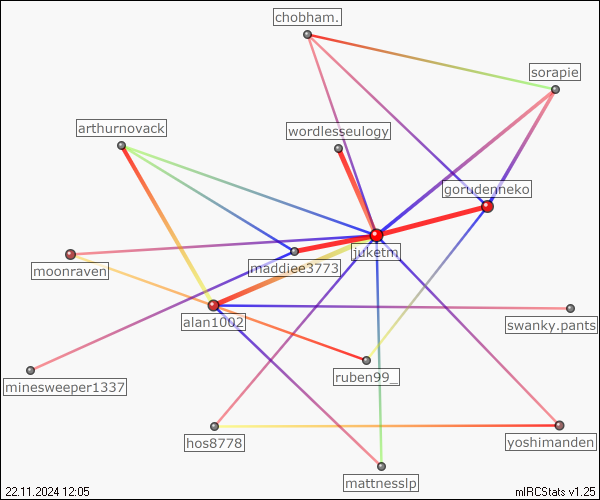 chobham.
sorapie
arthurnovack
wordlesseulogy
gorudenneko
juketm
maddiee3773
moonraven
alan1002
swanky.pants
ruben99_
minesweeper1337
hos8778
yoshimanden
mattnesslp
22.11.2024 12:05
mIRCStats v1.25